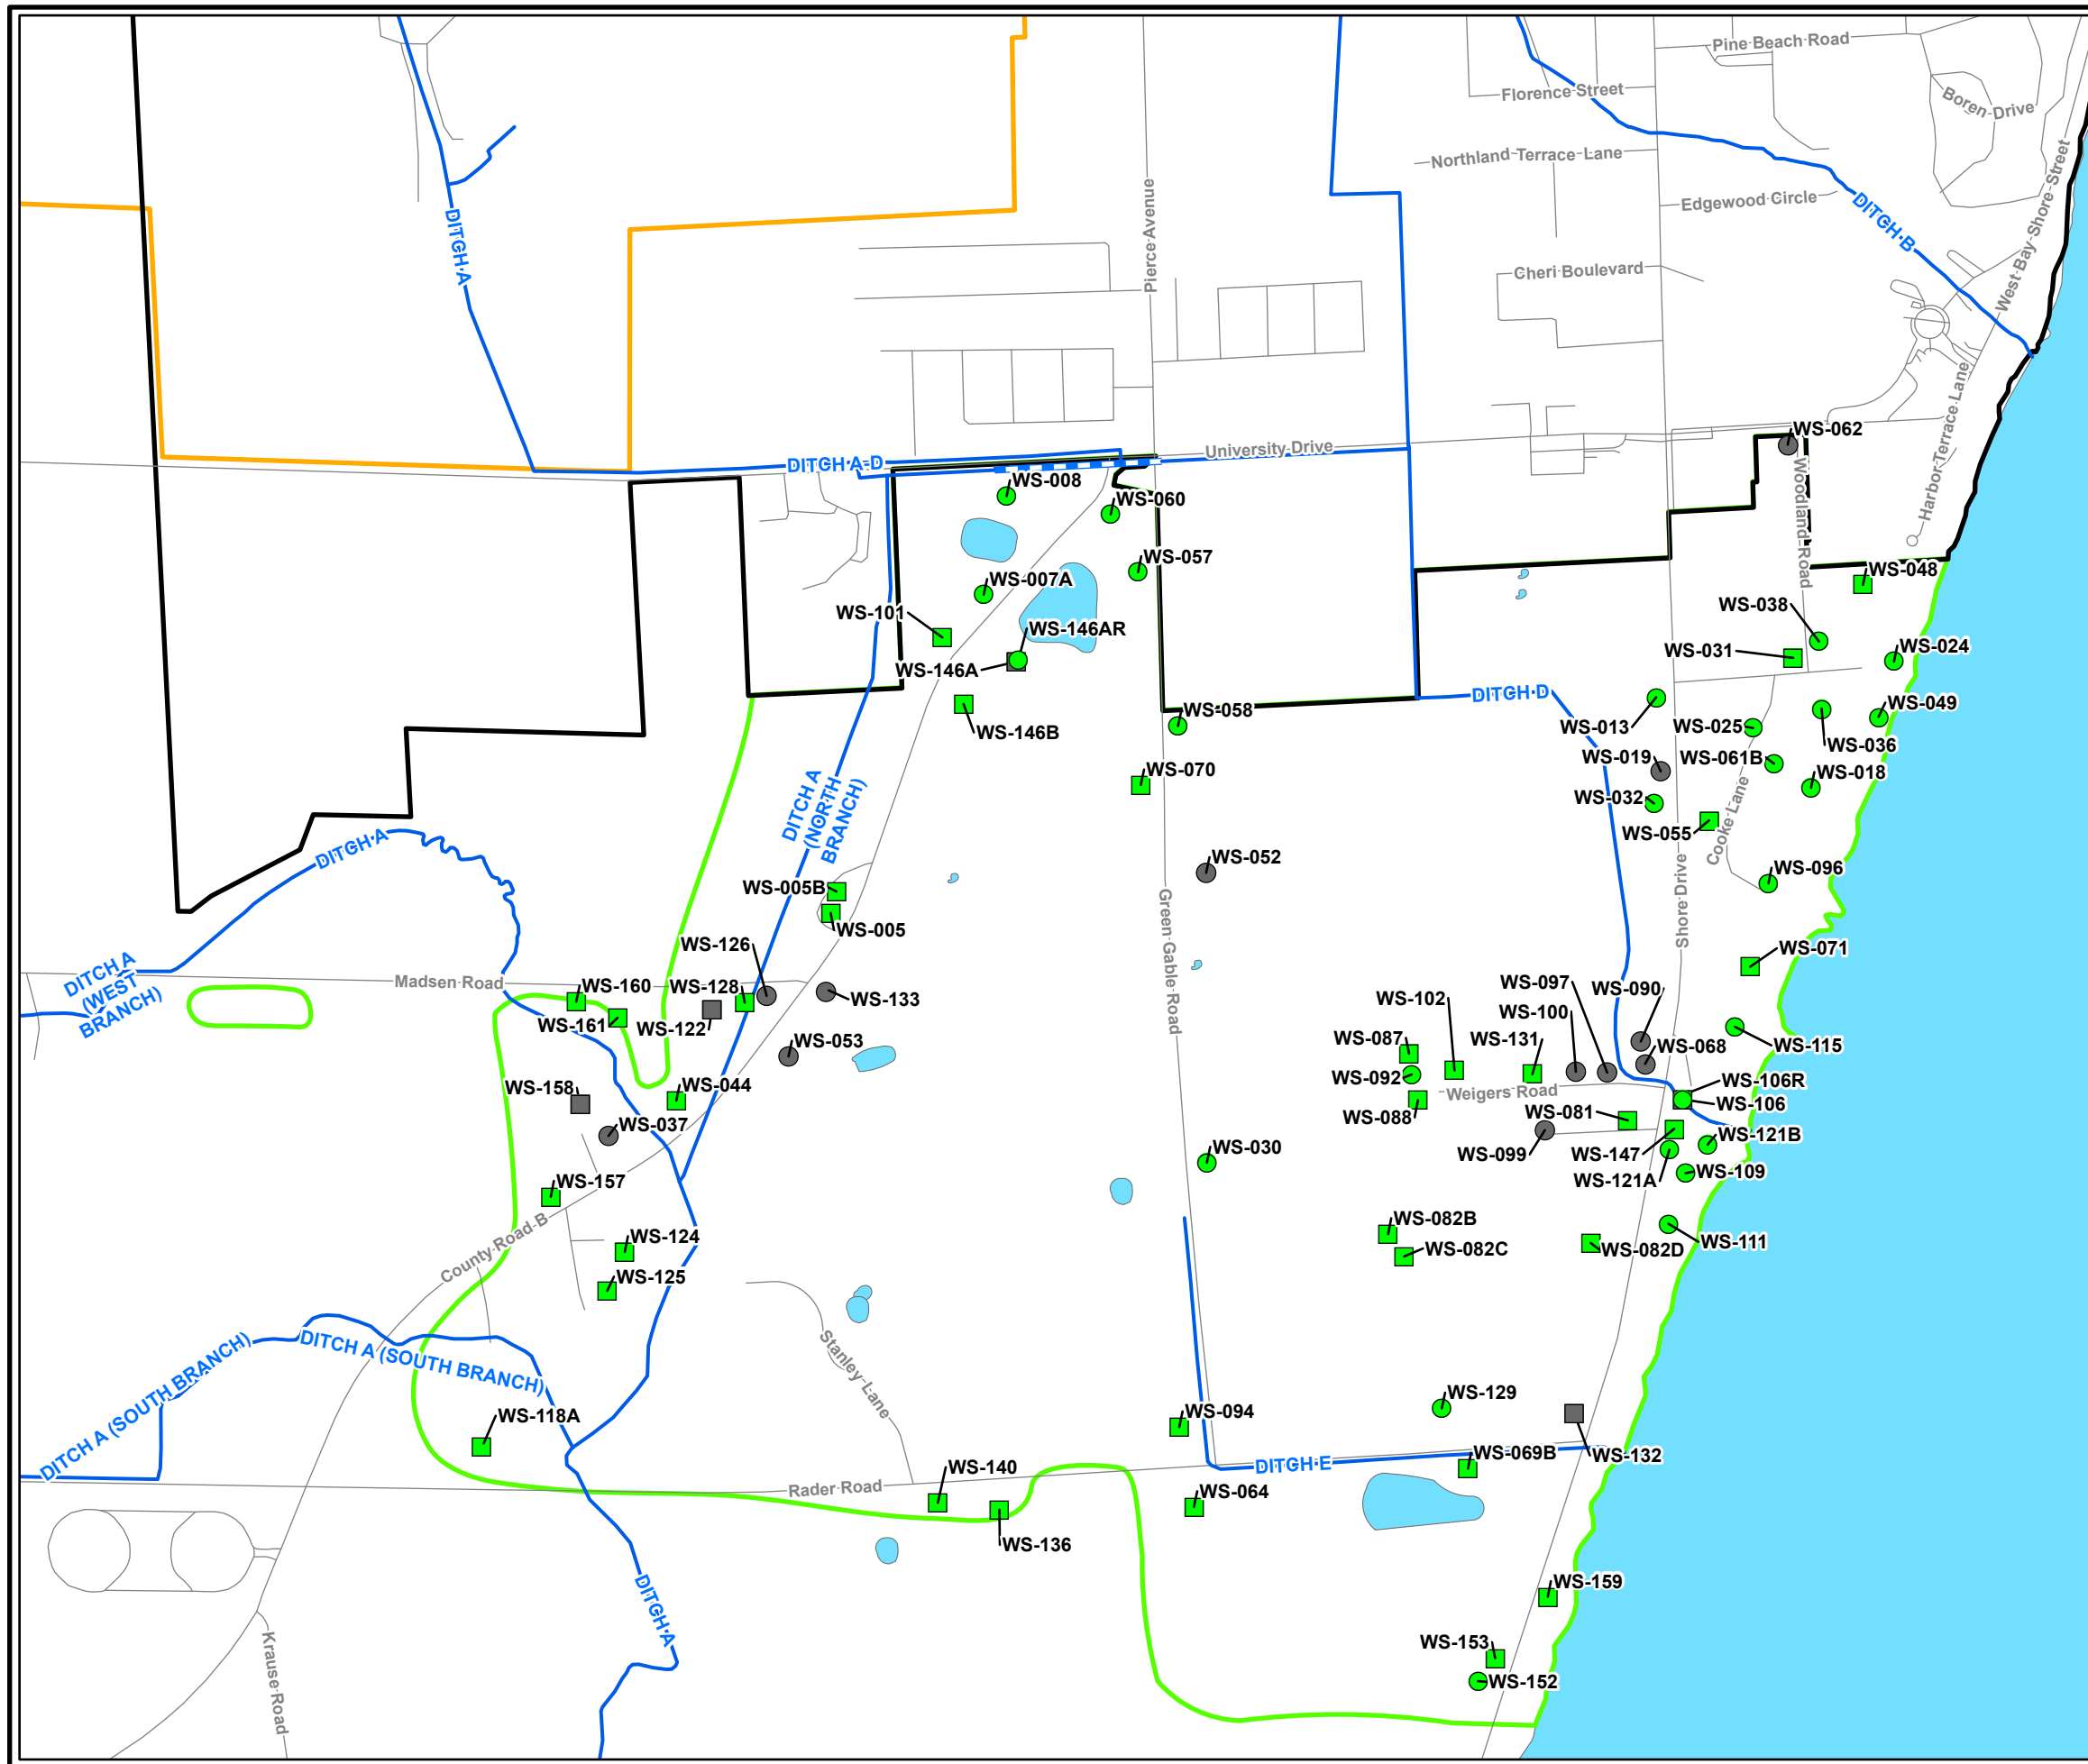 Pine Beach Road
Florence Street
Boren Drive
Northland Terrace Lane
Edgewood Circle
West Bay Shore Street
Pierce Avenue
DITCH A
DITCH B
Cheri Boulevard
Harbor Terrace Lane
University Drive
DITCH A-D
WS-062
WS-008
WS-060
Woodland Road
WS-057
WS-007A
WS-048
WS-101
WS-038
WS-146AR
WS-031
WS-024
WS-146A
DITCH D
WS-058
WS-049
WS-013
WS-025
WS-146B
WS-036
WS-019
WS-061B
WS-070
WS-018
DITCH A
(NORTH
BRANCH)
WS-032
WS-055
Cooke Lane
DITCH A
WS-052
WS-096
WS-005B
Shore Drive
WS-005
Green Gable Road
WS-126
WS-071
DITCH A
(WEST
BRANCH)
Madsen Road
WS-160
WS-128
WS-133
WS-097
WS-090
WS-102
WS-100
WS-161
WS-122
WS-053
WS-087
WS-131
WS-068
WS-115
WS-092
WS-158
WS-044
WS-106R
Weigers Road
WS-106
WS-088
WS-081
WS-037
WS-121B
WS-099
WS-147
WS-030
WS-109
WS-121A
WS-157
WS-082B
County Road B
WS-124
WS-082C
WS-082D
WS-111
WS-125
DITCH A (SOUTH BRANCH)
DITCH A (SOUTH BRANCH)
Stanley Lane
WS-129
WS-118A
WS-094
WS-069B
WS-132
DITCH E
WS-140
Rader Road
WS-064
WS-136
WS-159
DITCH A
Krause Road
WS-153
WS-152